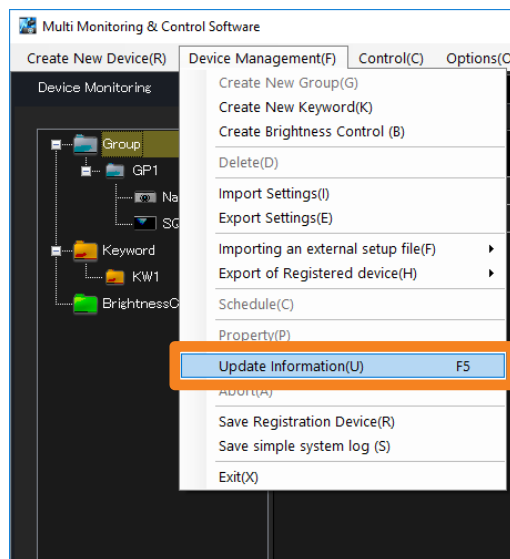 Multi Monitoring & Control Software
Create New Device(R) Device Management(F) Control(C) Options(O
Device Monitoring
Create New Group(G)
Create New Keyword(K)
Create Brightness Control (B)
Delete(D)
Import Settings(I)
Export Settings(E)
Importing an external setup file(F)
Export of Registered device(H)
Schedule(C)
Property(P)
Update Information(U) F5
Abort(A)
Save Registration Device(R)
Save simple system log (S)
Exit(X)
Group
GP1
Na
SG
Keyword
KW1
BrightnessC